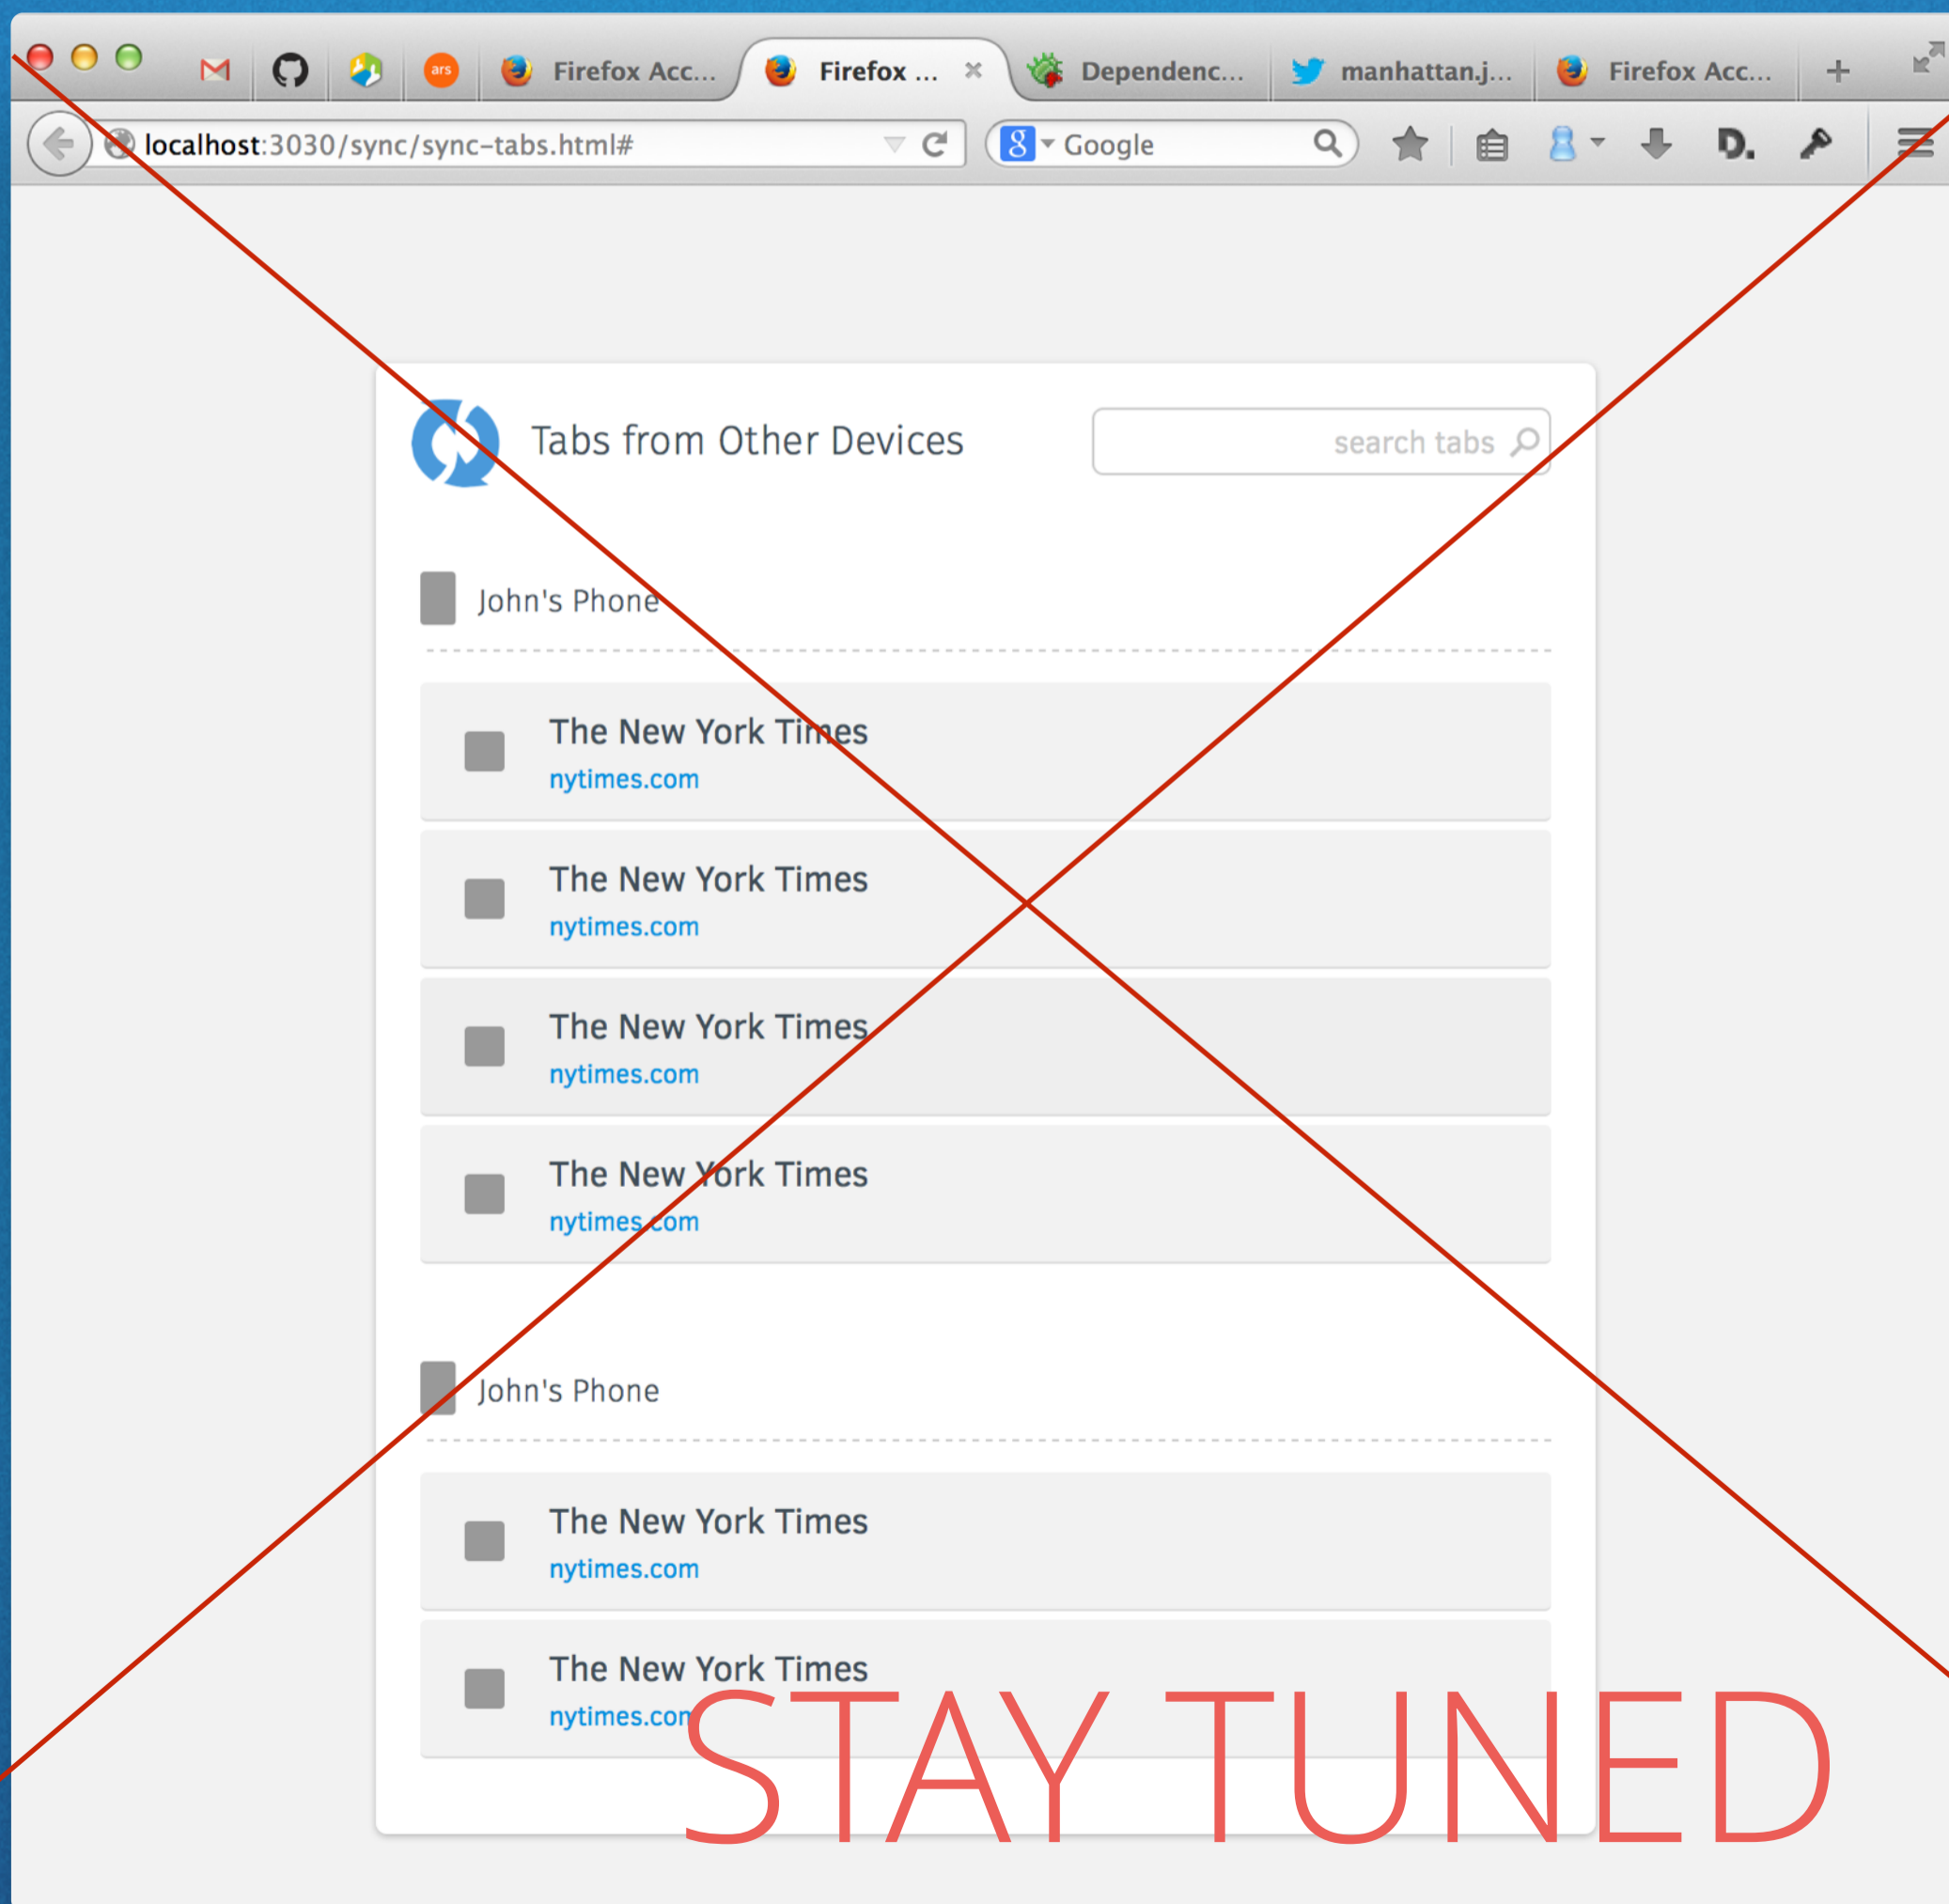 ars
Firefox Acc...
Firefox ...
Dependenc...
manhattan.j...
Firefox Acc...
localhost:3030/sync/sync-tabs.html#
8
Google
D.
Tabs from Other Devices
search tabs
John's Phone
The New York Times
nytimes.com
The New York Times
nytimes.com
The New York Times
nytimes.com
The New York Times
nytimes.com
John's Phone
The New York Times
nytimes.com
The New York Times
nytimes.com
STAY TUNED